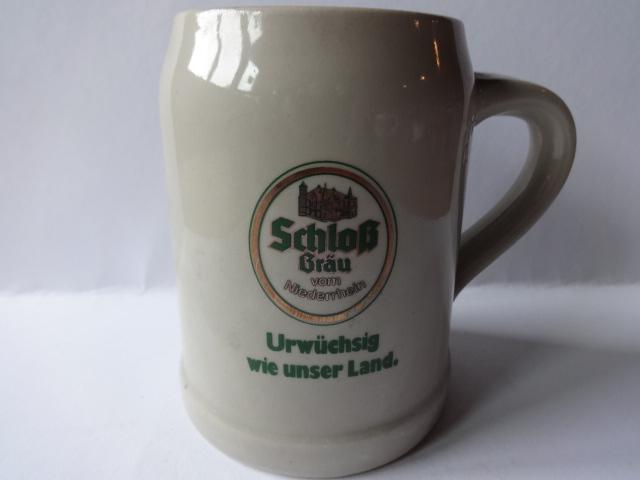 Schloß
Bräu
vom
Niederrhein
Urwüchsig
wie unser Land.